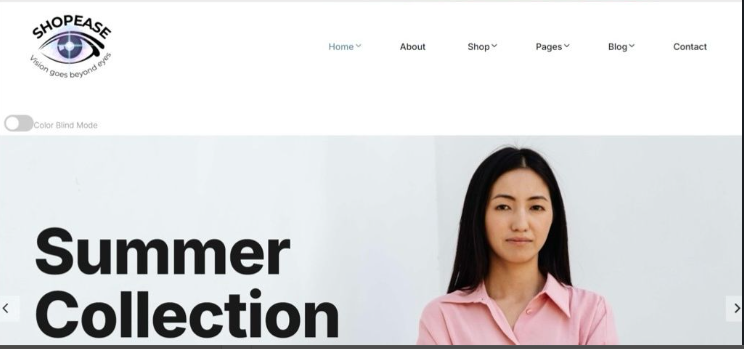 SHOPEASE
Vision goes beyond eyes
Home About Shop Pages Blog Contact
Color Blind Mode
Summer
Collection